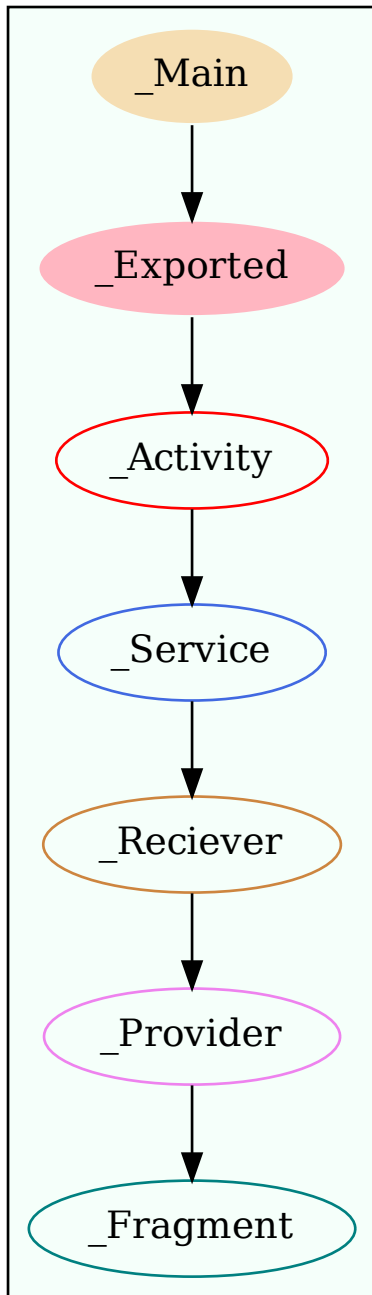 _Main
_Exported
_Activity
_Service
_Reciever
_Provider
_Fragment